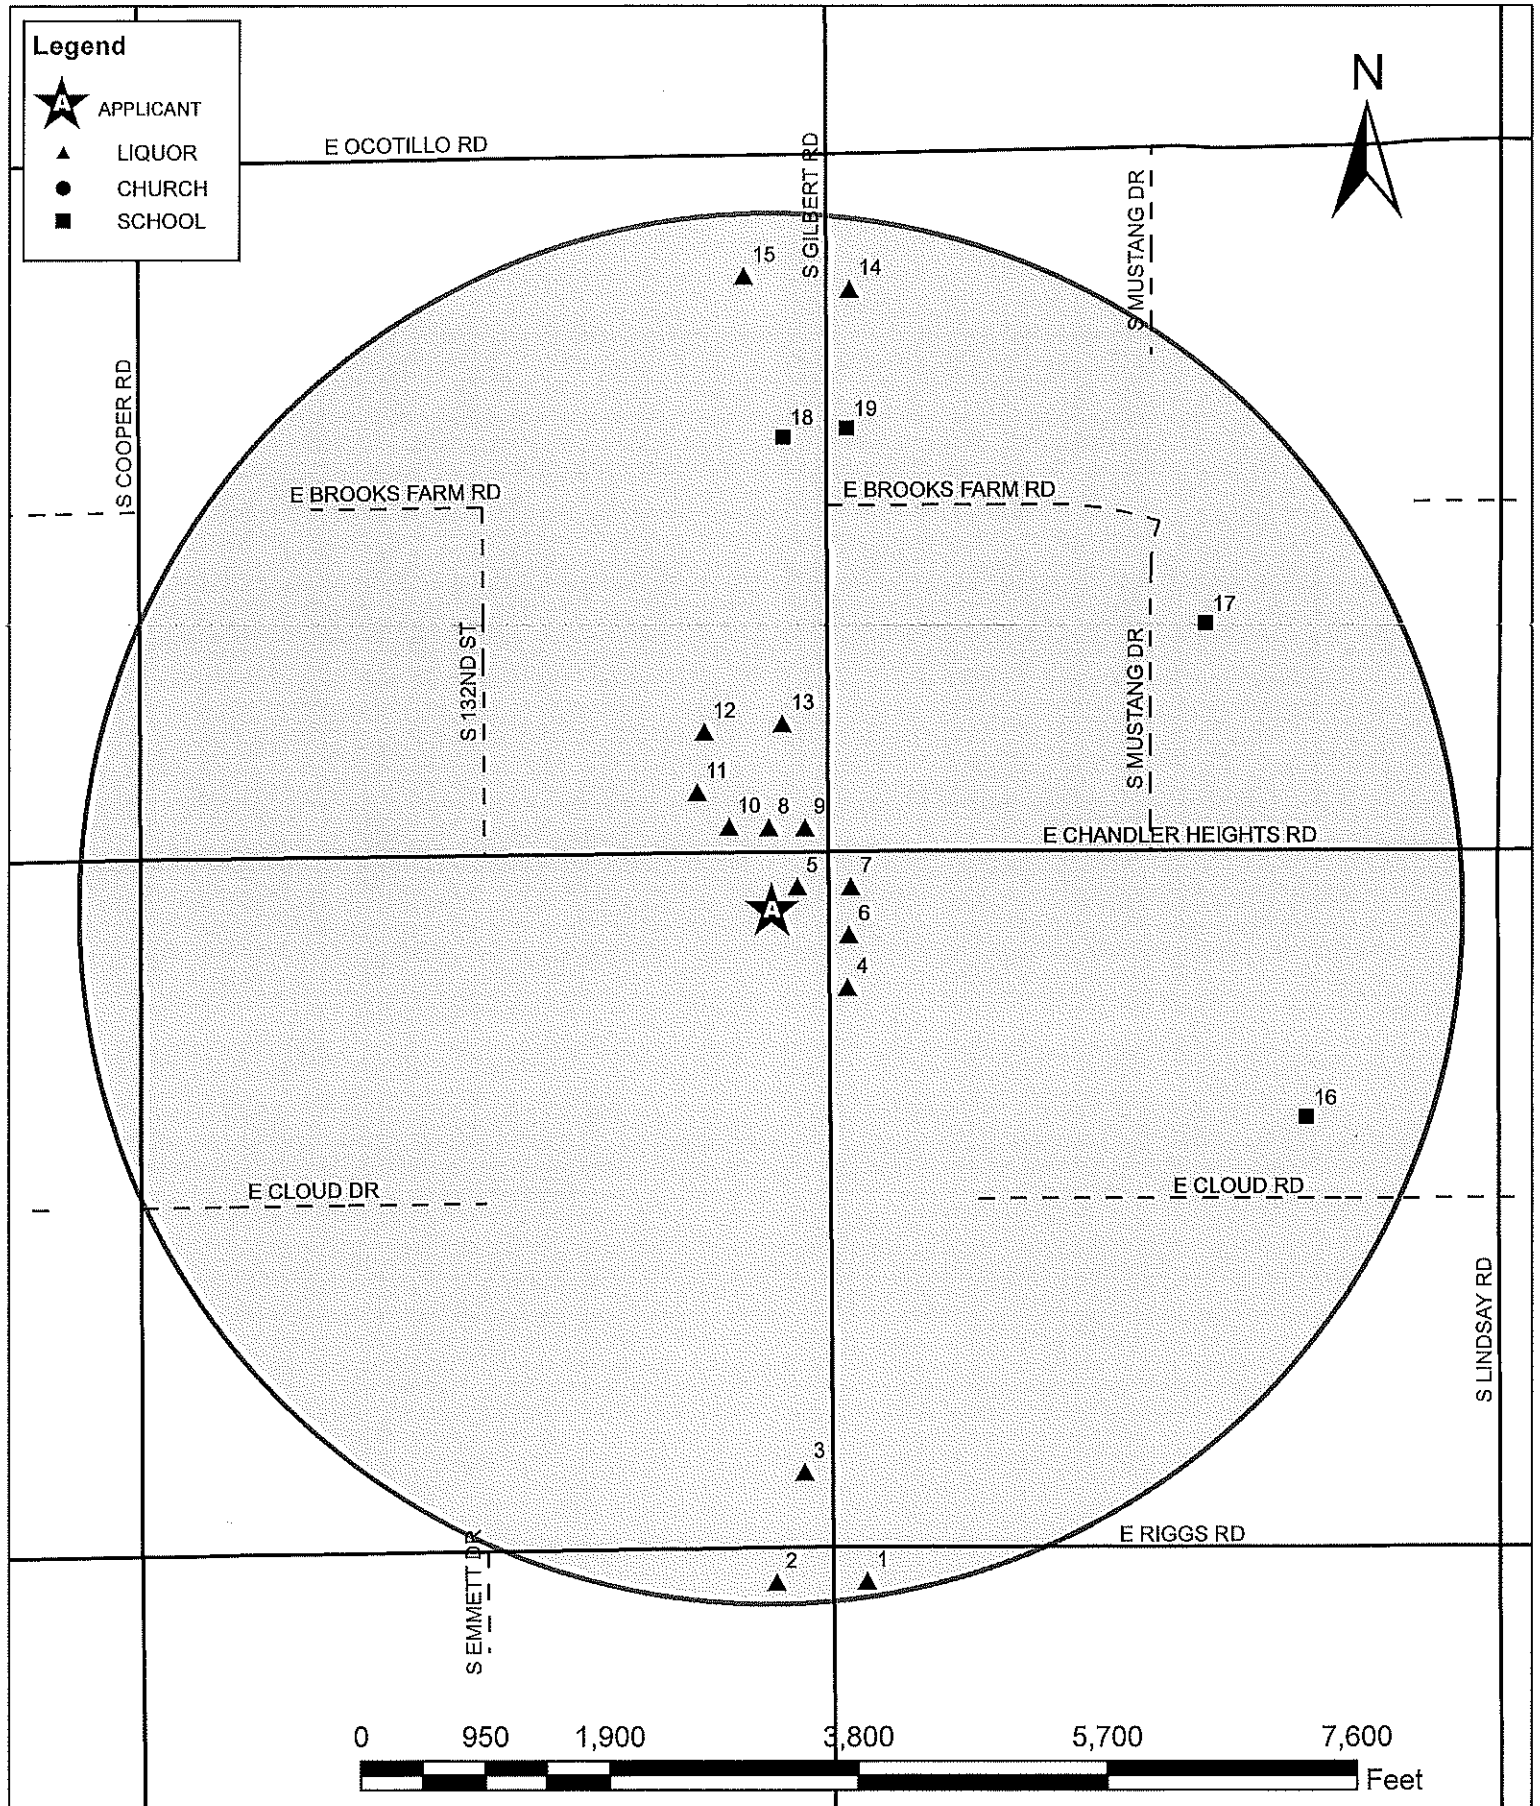 Legend
A APPLICANT
LIQUOR
CHURCH
SCHOOL
N
E OCOTILLO RD
S GILBERT RD
S MUSTANG DR
S COOPER RD
15
14
18
19
E BROOKS FARM RD
E BROOKS FARM RD
17
S 132ND ST
S MUSTANG DR
12
13
11
10
8
9
E CHANDLER HEIGHTS RD
5
7
A
6
4
16
E CLOUD DR
E CLOUD RD
S LINDSAY RD
3
E RIGGS RD
S EMMETT DR
2
1
0 950 1,900 3,800 5,700 7,600
Feet